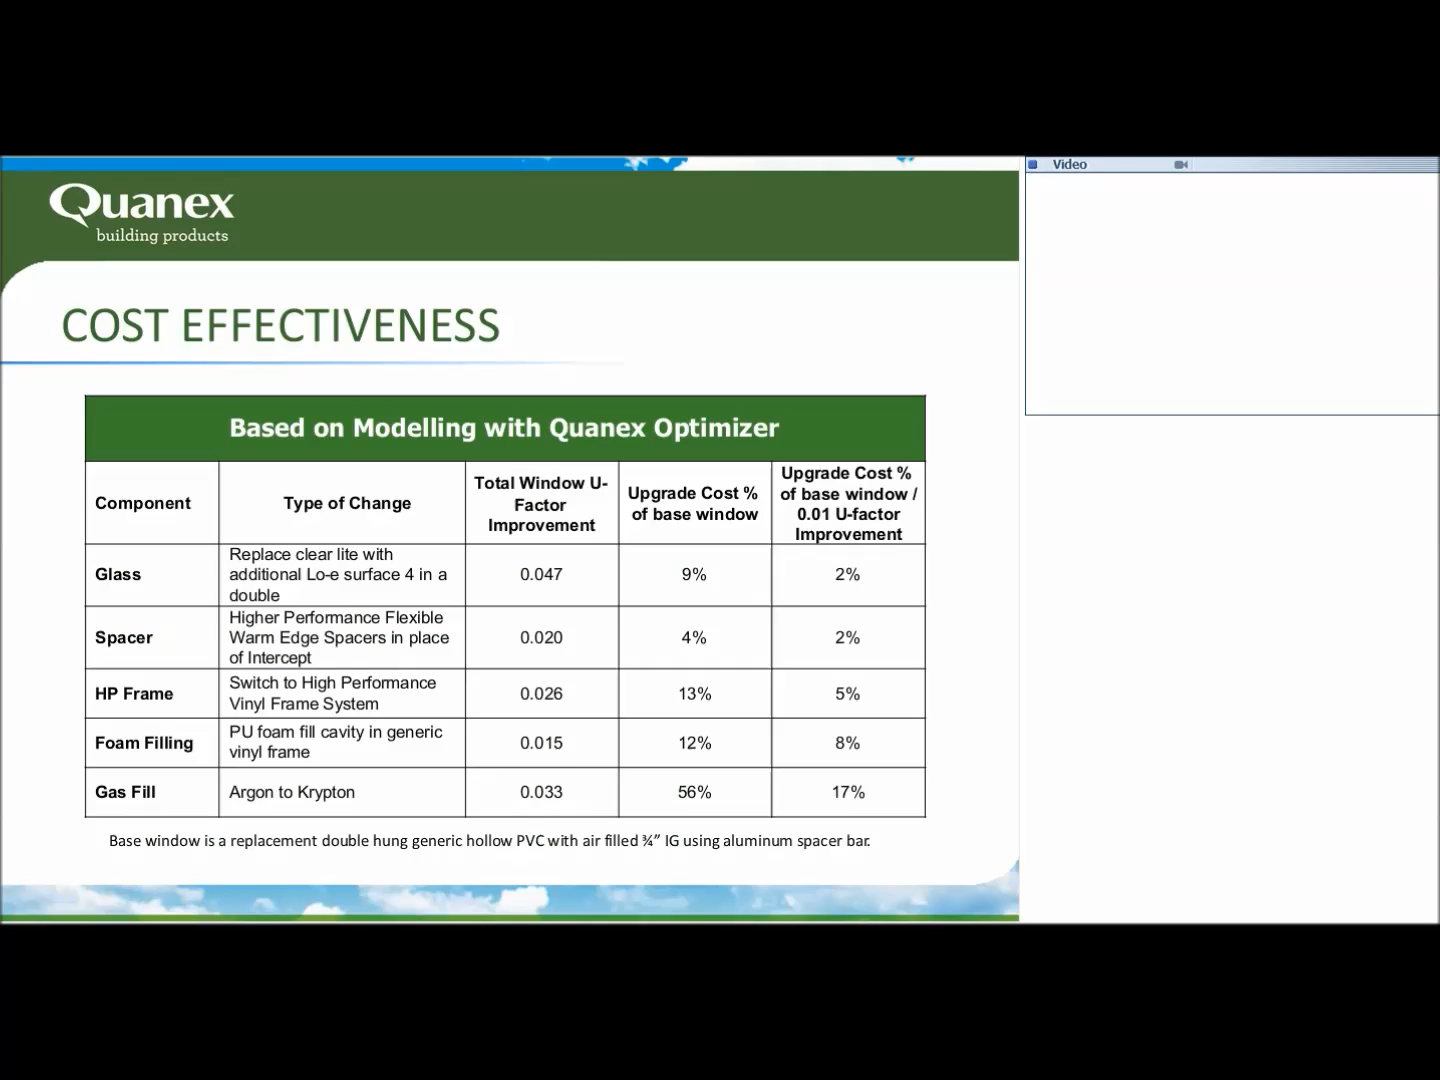 Video
Quanex
building products
COST EFFECTIVENESS
Based on Modelling with Quanex Optimizer
Component
Type of Change
Total Window U-
Factor
Improvement
Upgrade Cost %
of base window
Upgrade Cost %
of base window /
0.01 U-factor
Improvement
Glass
Replace clear lite with
additional Lo-e surface 4 in a
double
0.047
9%
2%
Spacer
Higher Performance Flexible
Warm Edge Spacers in place
of Intercept
0.020
4%
2%
HP Frame
Switch to High Performance
Vinyl Frame System
0.026
13%
5%
Foam Filling
PU foam fill cavity in generic
vinyl frame
0.015
12%
8%
Gas Fill
Argon to Krypton
0.033
56%
17%
Base window is a replacement double hung generic hollow PVC with air filled ¾” IG using aluminum spacer bar.